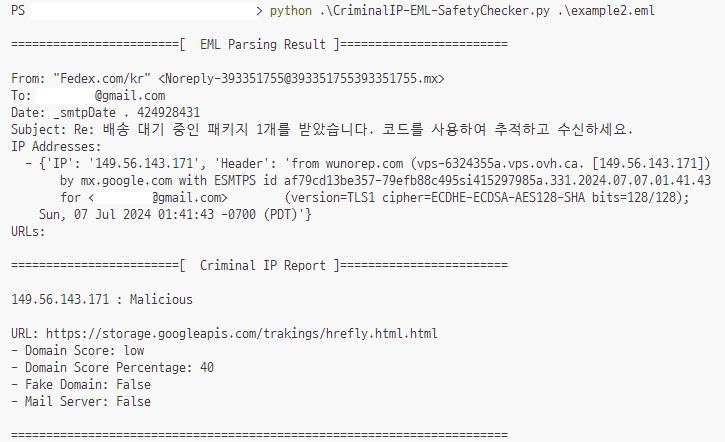 PS > python .\CriminalIP-EML-SafetyChecker.py .\example2.eml
========================[ EML Parsing Result ]========================
From: "Fedex.com/kr" <Noreply-393351755@393351755393351755.mx>
To: @gmail.com
Date: _smtpDate . 424928431
Subject: Re: 배송 대기 중인 패키지 1개를 받았습니다. 코드를 사용하여 추적하고 수신하세요.
IP Addresses:
- {'IP': '149.56.143.171', 'Header': 'from wunorep.com (vps-6324355a.vps.ovh.ca. [149.56.143.171])
by mx.google.com with ESMTPS id af79cd13be357-79efb88c495si415297985a.331.2024.07.07.01.41.43
for < @gmail.com> (version=TLS1 cipher=ECDHE-ECDSA-AES128-SHA bits=128/128);
Sun, 07 Jul 2024 01:41:43 -0700 (PDT)'}
URLs:
========================[ Criminal IP Report ]========================
149.56.143.171 : Malicious
URL: https://storage.googleapis.com/trakings/hrefly.html.html
- Domain Score: low
- Domain Score Percentage: 40
- Fake Domain: False
- Mail Server: False
=======================================================================